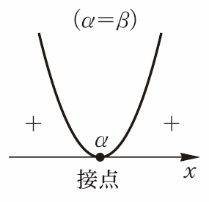 (α=β)
+
α
+
接点
x